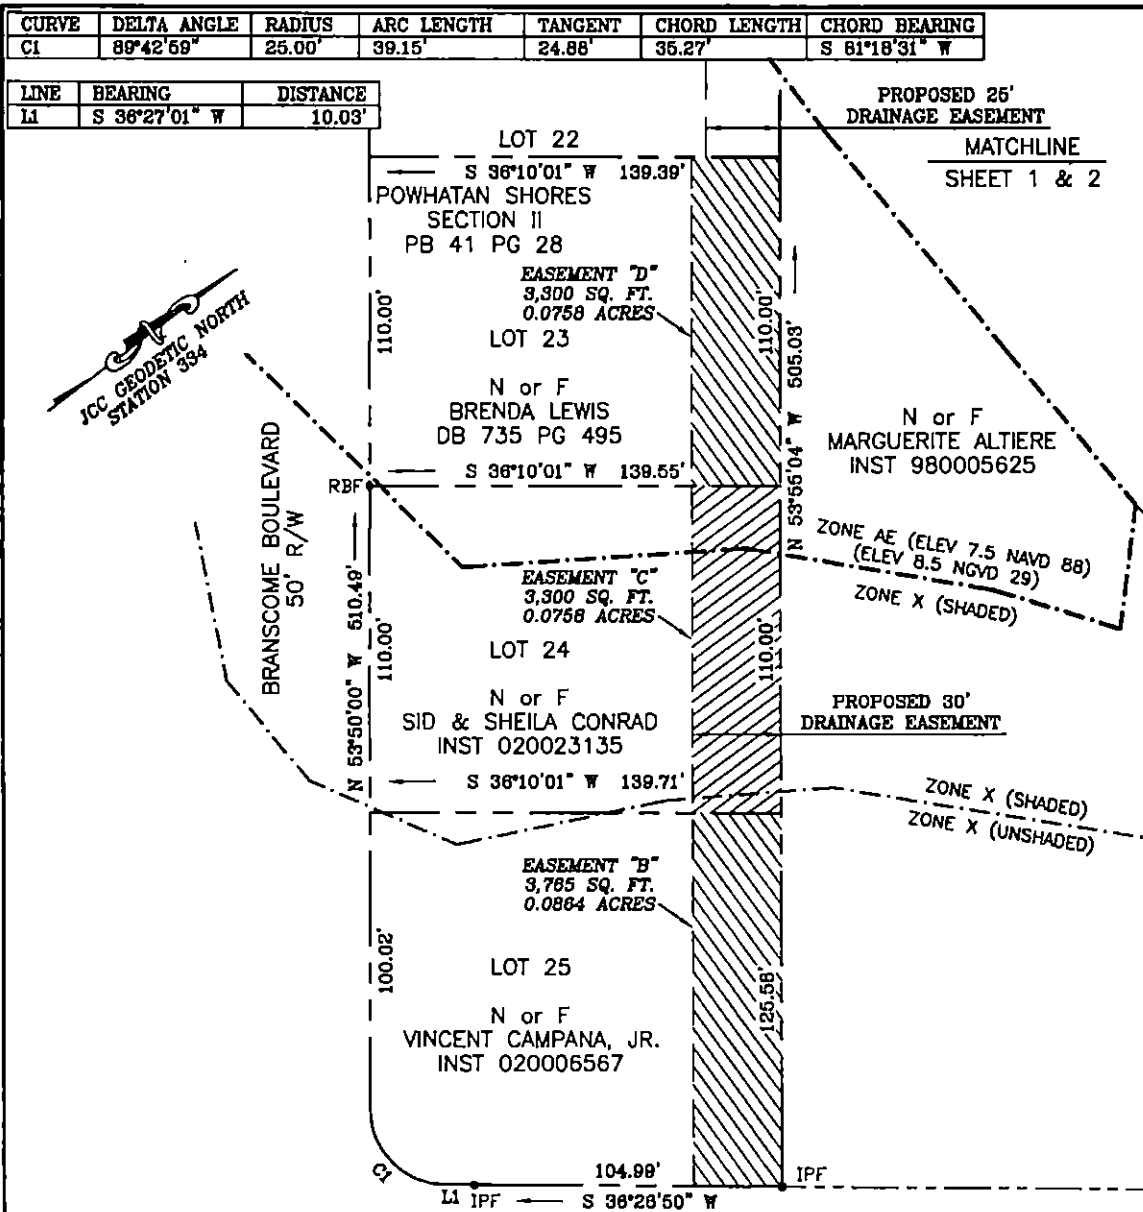 CURVE DELTA ANGLE RADIUS ARC LENGTH TANGENT CHORD LENGTH CHORD BEARING
C1 89°42'59" 25.00' 39.15' 24.88' 35.27' S 81°18'31" W
LINE BEARING DISTANCE
L1 S 36°27'01" W 10.03'
PROPOSED 25'
DRAINAGE EASEMENT
MATCHLINE
SHEET 1 & 2
LOT 22
S 36°10'01" W 139.39'
POWHATAN SHORES
SECTION II
PB 41 PG 28
EASEMENT "D"
3,300 SQ. FT.
0.0758 ACRES
110.00'
LOT 23
110.00'
N 53°55'04" W 505.03'
JCC GEODETIC NORTH
STATION 334
N or F
BRENDA LEWIS
DB 735 PG 495
N or F
MARGUERITE ALTIERE
INST 980005625
S 36°10'01" W 139.55'
RBF
BRANSCOME BOULEVARD
50' R/W
ZONE AE (ELEV 7.5 NAVD 88)
(ELEV 8.5 NGVD 29)
ZONE X (SHADED)
EASEMENT "C"
3,300 SQ. FT.
0.0758 ACRES
N 53°50'00" W 510.49'
110.00'
LOT 24
110.00'
N or F
SID & SHEILA CONRAD
INST 020023135
PROPOSED 30'
DRAINAGE EASEMENT
S 36°10'01" W 139.71'
ZONE X (SHADED)
ZONE X (UNSHADED)
EASEMENT "B"
3,765 SQ. FT.
0.0864 ACRES
100.02'
LOT 25
125.58'
N or F
VINCENT CAMPANA, JR.
INST 020006567
C1
104.99'
IPF
L1 IPF
S 36°26'50" W